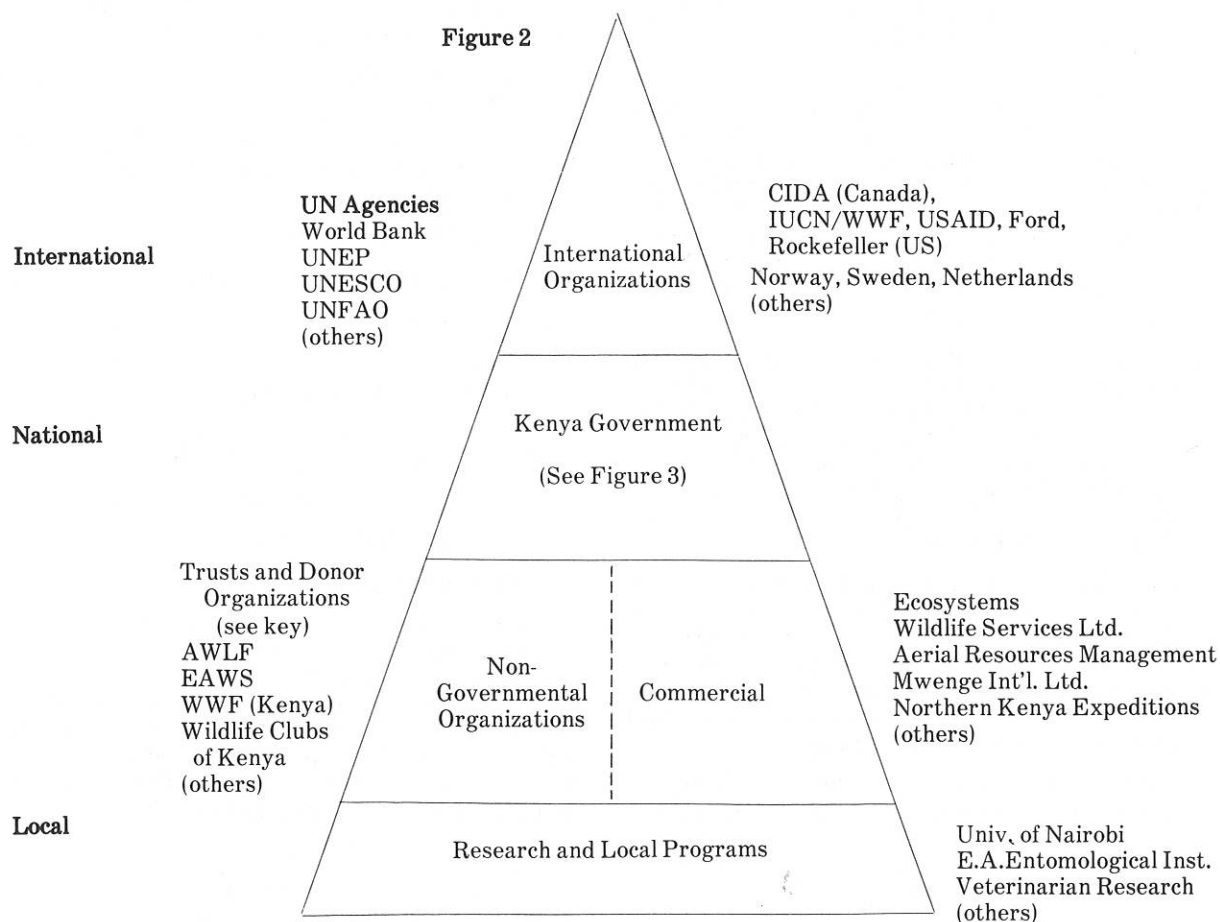 Figure 2
International
UN Agencies
World Bank
UNEP
UNESCO
UNFAO
(others)
International
Organizations
CIDA (Canada),
IUCN/WWF, USAID, Ford,
Rockefeller (US)
Norway, Sweden, Netherlands
(others)
National
Kenya Government
(See Figure 3)
Trusts and Donor
Organizations
(see key)
AWLF
EAWS
WWF (Kenya)
Wildlife Clubs
of Kenya
(others)
Non-
Governmental
Organizations
Commercial
Ecosystems
Wildlife Services Ltd.
Aerial Resources Management
Mwenge Int'l. Ltd.
Northern Kenya Expeditions
(others)
Local
Research and Local Programs
Univ. of Nairobi
E.A.Entomological Inst.
Veterinarian Research
(others)